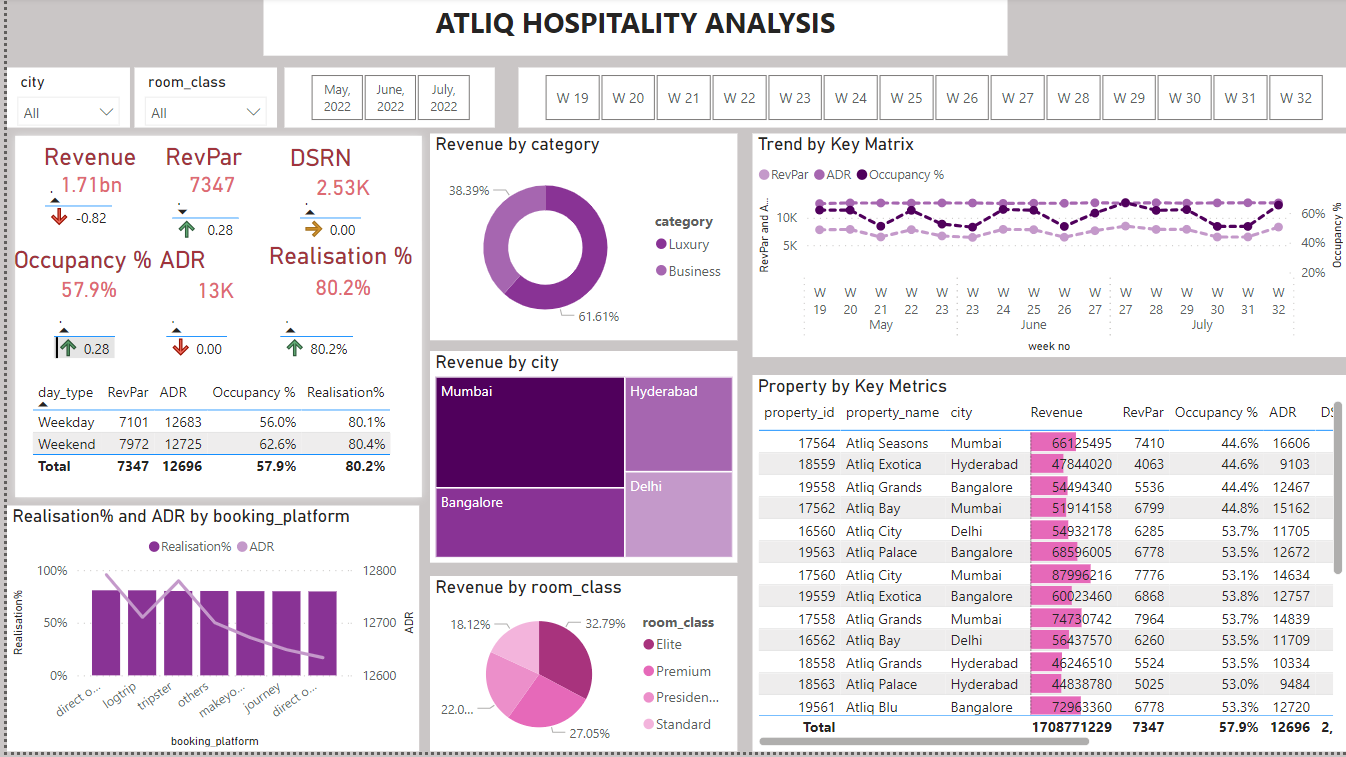 ATLIQ HOSPITALITY ANALYSIS
city
All
room_class
All
May, 2022
June, 2022
July, 2022
W 19 W 20 W 21 W 22 W 23 W 24 W 25 W 26 W 27 W 28 W 29 W 30 W 31 W 32
Revenue RevPar DSRN
1.71bn 7347 2.53K
-0.82 0.28 0.00
Occupancy % ADR Realisation %
57.9% 13K 80.2%
0.28 0.00 80.2%
day_type RevPar ADR Occupancy % Realisation%
Weekday 7101 12683 56.0% 80.1%
Weekend 7972 12725 62.6% 80.4%
Total 7347 12696 57.9% 80.2%
Realisation% and ADR by booking_platform
Realisation% ADR
100% 12800
50% 12700
0% 12600
Realisation%
ADR
direct o... logtrip tripster others makeyo... journey direct o...
booking_platform
Revenue by category
38.39%
61.61%
category
Luxury
Business
Revenue by city
Mumbai
Hyderabad
Bangalore
Delhi
Revenue by room_class
18.12%
32.79%
22.0...
27.05%
room_class
Elite
Premium
Presiden...
Standard
Trend by Key Matrix
RevPar ADR Occupancy %
RevPar and A...
10K
5K
60%
40%
20%
Occupancy %
W 19 W 20 W 21 W 22 W 23 W 23 W 24 W 25 W 26 W 27 W 27 W 28 W 29 W 30 W 31 W 32
May June July
week no
Property by Key Metrics
property_id property_name city Revenue RevPar Occupancy % ADR DS
17564 Atliq Seasons Mumbai 66125495 7410 44.6% 16606
18559 Atliq Exotica Hyderabad 47844020 4063 44.6% 9103
19558 Atliq Grands Bangalore 54494340 5536 44.4% 12467
17562 Atliq Bay Mumbai 51914158 6799 44.8% 15162
16560 Atliq City Delhi 54932178 6285 53.7% 11705
19563 Atliq Palace Bangalore 68596005 6778 53.5% 12672
17560 Atliq City Mumbai 87996216 7776 53.1% 14634
19559 Atliq Exotica Bangalore 60023460 6868 53.8% 12757
17558 Atliq Grands Mumbai 74730742 7964 53.7% 14839
16562 Atliq Bay Delhi 56437570 6260 53.5% 11709
18558 Atliq Grands Hyderabad 46246510 5524 53.5% 10334
18563 Atliq Palace Hyderabad 44838780 5025 53.0% 9484
19561 Atliq Blu Bangalore 72963360 6778 53.3% 12720
Total 1708771229 7347 57.9% 12696 2,